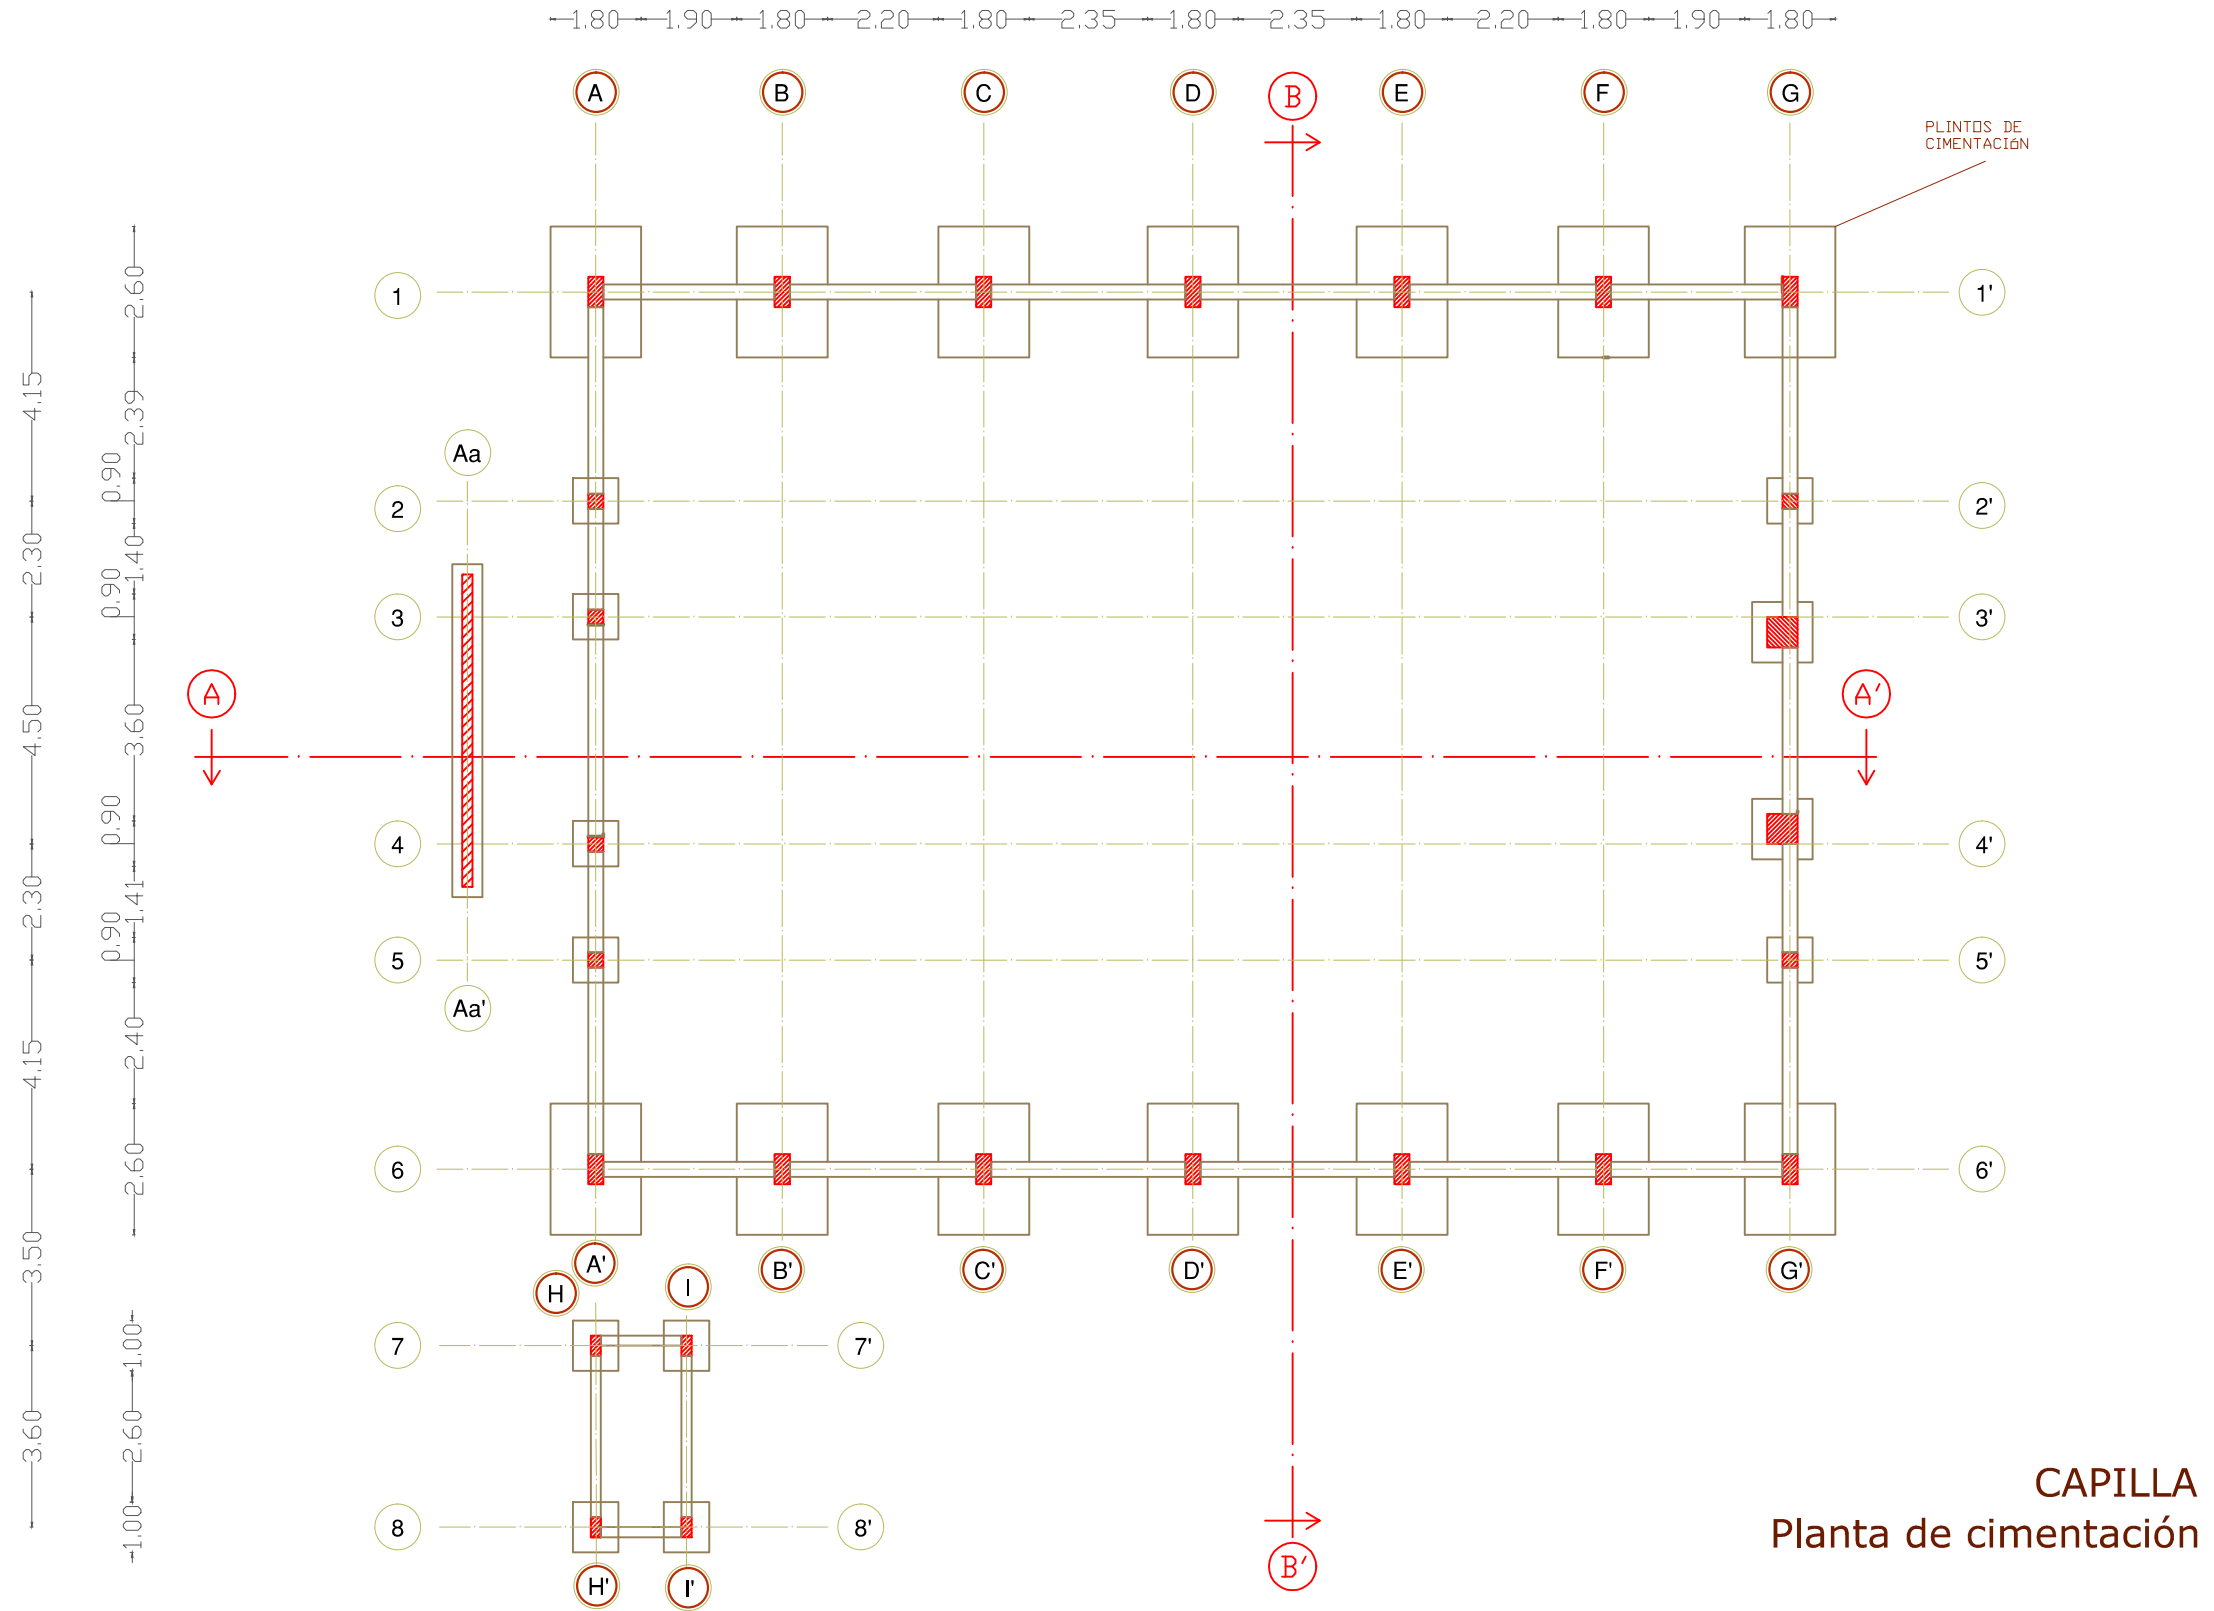 1.80 1.90 1.80 2.20 1.80 2.35 1.80 2.35 1.80 2.20 1.80 1.90 1.80
A B C D B E F G
PLINTOS DE
CIMENTACIÓN
2.60
1 1'
4.15
2.39
Aa
0.90
2 2'
2.30
1.40
0.90
3 3'
A A'
4.50
3.60
0.90
4 4'
2.30
1.41
0.90
5 5'
Aa'
2.40
4.15
6 6'
2.60
3.50
A' B' C' D' E' F' G'
H I
1.00
7 7'
3.60
2.60
CAPILLA
1.00
8 8'
Planta de cimentación
B'
H' I'